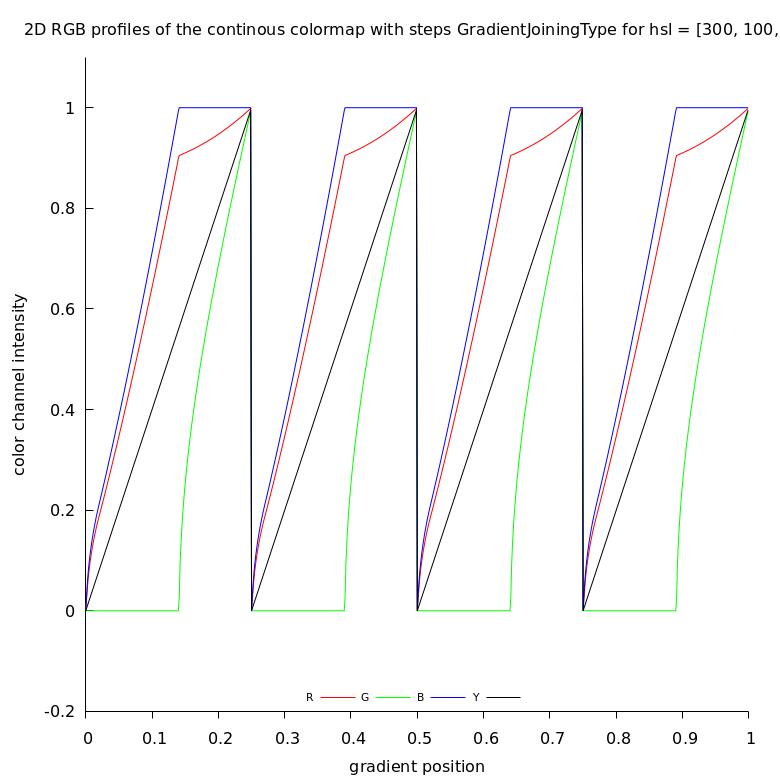 2D RGB profiles of the continous colormap with steps GradientJoiningType for hsl = [300, 100,
color channel intensity
1
0.8
0.6
0.4
0.2
0
-0.2
R G B Y
0 0.1 0.2 0.3 0.4 0.5 0.6 0.7 0.8 0.9 1
gradient position